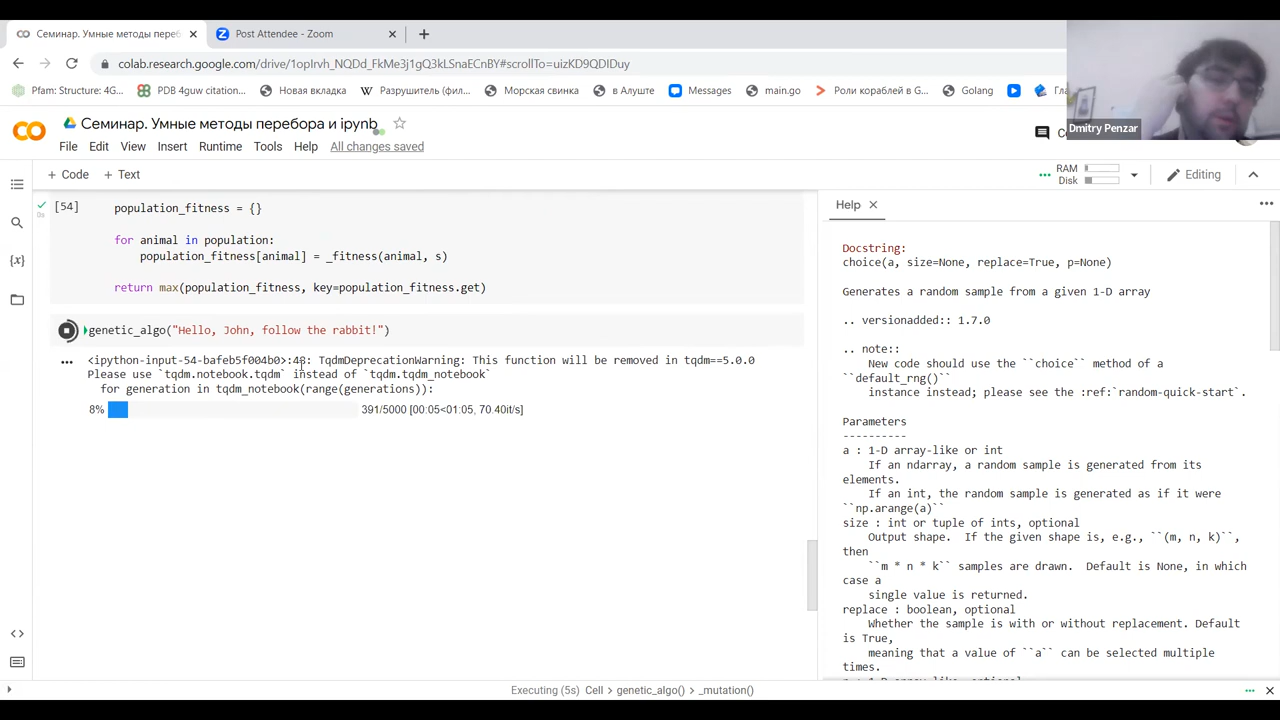 Семинар. Умные методы переб
Post Attendee - Zoom
colab.research.google.com/drive/1opIrvh_NQDd_FkMe3j1gQ3kLSnaECnBY#scrollTo=uizKD9QDIDuy
Pfam: Structure: 4G...
PDB 4guw citation...
Новая вкладка
Разрушитель (фил...
Морская свинка
в Алуште
Messages
main.go
Роли кораблей в G...
Golang
Dmitry Penzar
Семинар. Умные методы перебора и ipynb
File Edit View Insert Runtime Tools Help All changes saved
+ Code + Text
RAM
Disk
Editing
[54]
0s
population_fitness = {}
for animal in population:
population_fitness[animal] = _fitness(animal, s)
return max(population_fitness, key=population_fitness.get)
genetic_algo("Hello, John, follow the rabbit!")
<ipython-input-54-bafeb5f004b0>:48: TqdmDeprecationWarning: This function will be removed in tqdm==5.0.0
Please use `tqdm.notebook.tqdm` instead of `tqdm.tqdm_notebook`
for generation in tqdm_notebook(range(generations)):
8% 391/5000 [00:05<01:05, 70.40it/s]
Help
Docstring:
choice(a, size=None, replace=True, p=None)
Generates a random sample from a given 1-D array
.. versionadded:: 1.7.0
.. note::
New code should use the ``choice`` method of a
``default_rng()``
instance instead; please see the :ref:`random-quick-start`.
Parameters
----------
a : 1-D array-like or int
If an ndarray, a random sample is generated from its
elements.
If an int, the random sample is generated as if it were
``np.arange(a)``
size : int or tuple of ints, optional
Output shape. If the given shape is, e.g., ``(m, n, k)``,
then
``m * n * k`` samples are drawn. Default is None, in which
case a
single value is returned.
replace : boolean, optional
Whether the sample is with or without replacement. Default
is True,
meaning that a value of ``a`` can be selected multiple
times.
Executing (5s) Cell > genetic_algo() > _mutation()